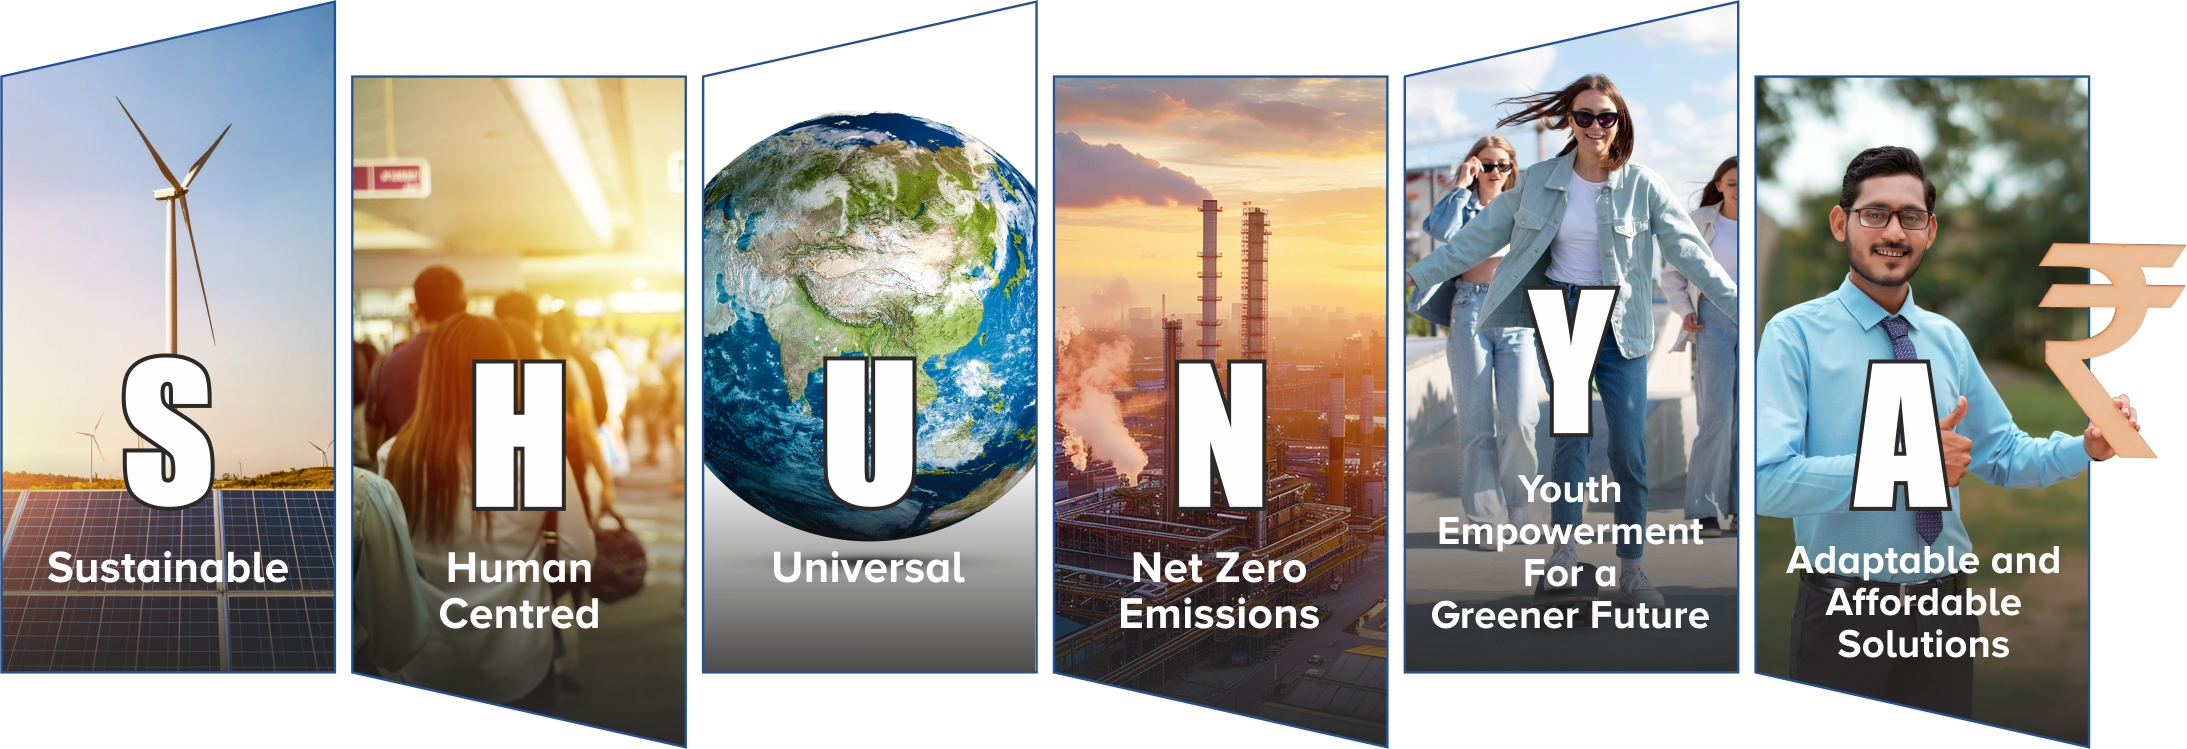 S
Sustainable
H
Human
Centred
U
Universal
N
Net Zero
Emissions
Y
Youth
Empowerment
For a
Greener Future
₹
A
Adaptable and
Affordable
Solutions